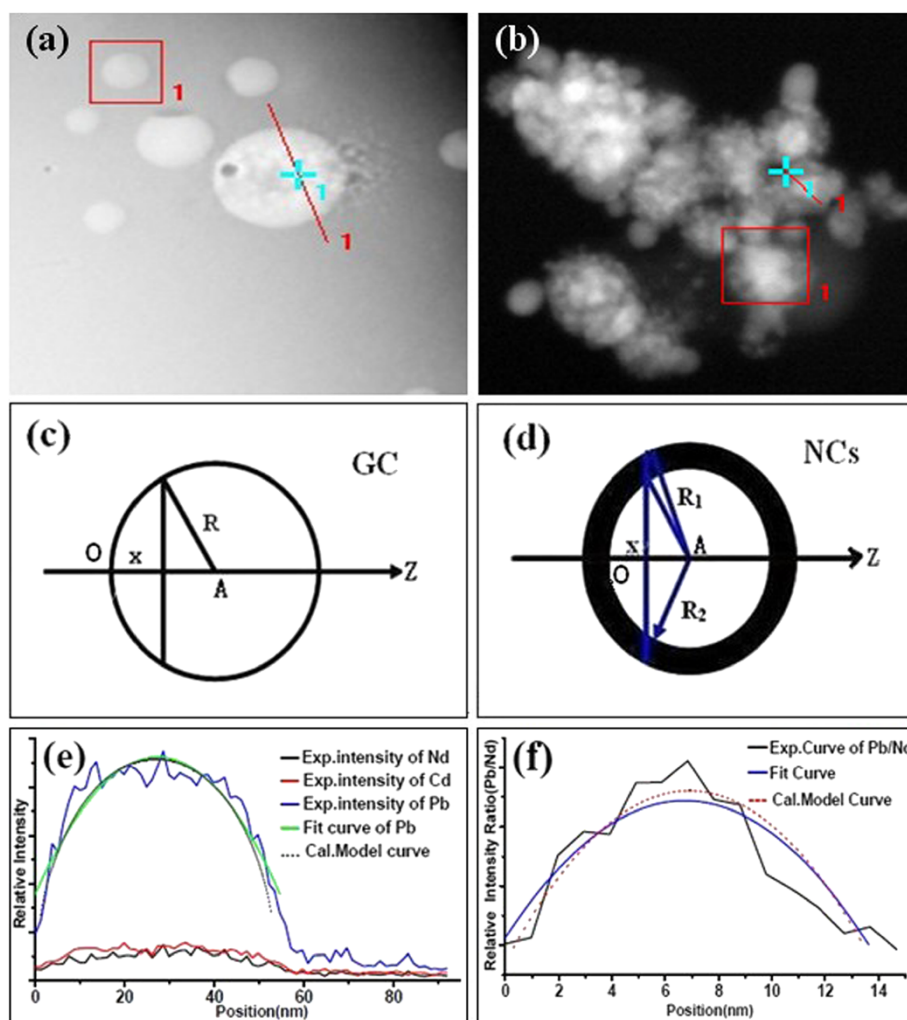 (a)
1
1
1
(b)
1
1
1
(c)
GC
R
O
x
A
Z
(d)
NCs
R1
A
x
O
Z
R2
(e)
Exp.intensity of Nd
Exp.intensity of Cd
Exp.intensity of Pb
Fit curve of Pb
Cal.Model curve
Relative Intensity
0 20 40 60 80
Position(nm)
(f)
Exp.Curve of Pb/Nd
Fit Curve
Cal.Model Curve
Relative Intensity Ratio(Pb/Nd)
0 2 4 6 8 10 12 14
Position(nm)